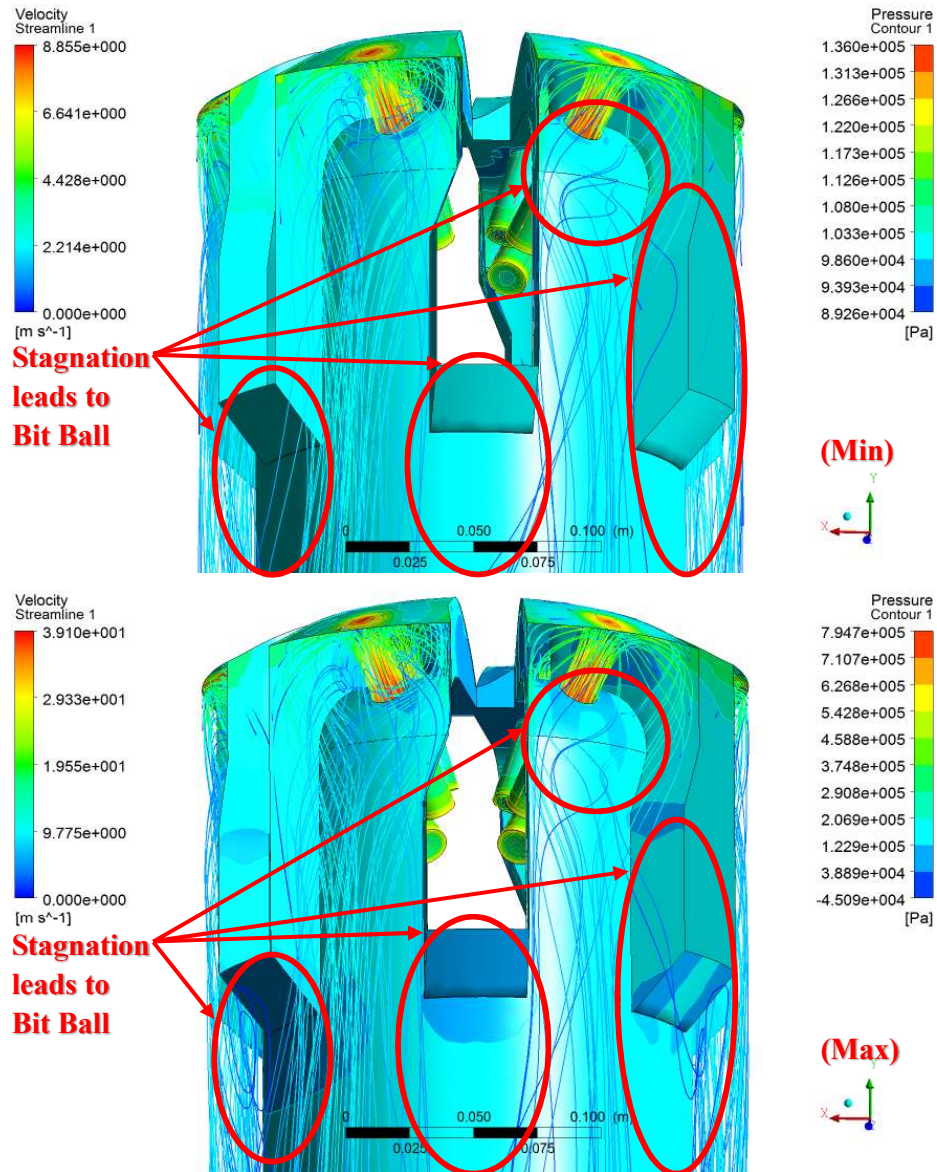 Velocity
Streamline 1
8.855e+000
6.641e+000
4.428e+000
2.214e+000
0.000e+000
[m s^-1]
Pressure
Contour 1
1.360e+005
1.313e+005
1.266e+005
1.220e+005
1.173e+005
1.126e+005
1.080e+005
1.033e+005
9.860e+004
9.393e+004
8.926e+004
[Pa]
Stagnation
leads to
Bit Ball
(Min)
Y
X
0 0.050 0.100 (m)
0.025 0.075
Velocity
Streamline 1
3.910e+001
2.933e+001
1.955e+001
9.775e+000
0.000e+000
[m s^-1]
Pressure
Contour 1
7.947e+005
7.107e+005
6.268e+005
5.428e+005
4.588e+005
3.748e+005
2.908e+005
2.069e+005
1.229e+005
3.889e+004
-4.509e+004
[Pa]
Stagnation
leads to
Bit Ball
(Max)
Y
X
0 0.050 0.100 (m)
0.025 0.075